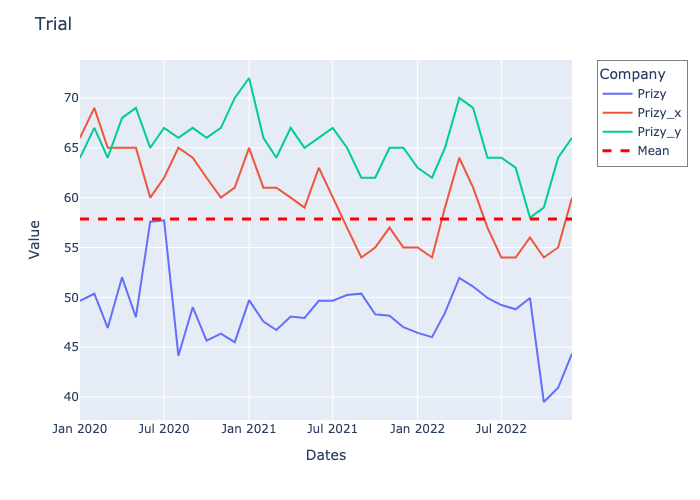 Trial
Company
Prizy
Prizy_x
Prizy_y
Mean
Value
70
65
60
55
50
45
40
Jan 2020
Jul 2020
Jan 2021
Jul 2021
Jan 2022
Jul 2022
Dates